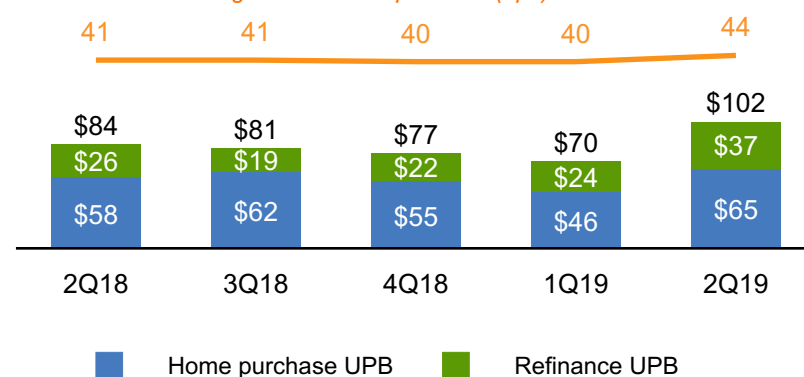 41 41 40 40 44
$84 $81 $77 $70 $102
$26 $19 $22 $24 $37
$58 $62 $55 $46 $65
2Q18 3Q18 4Q18 1Q19 2Q19
Home purchase UPB Refinance UPB